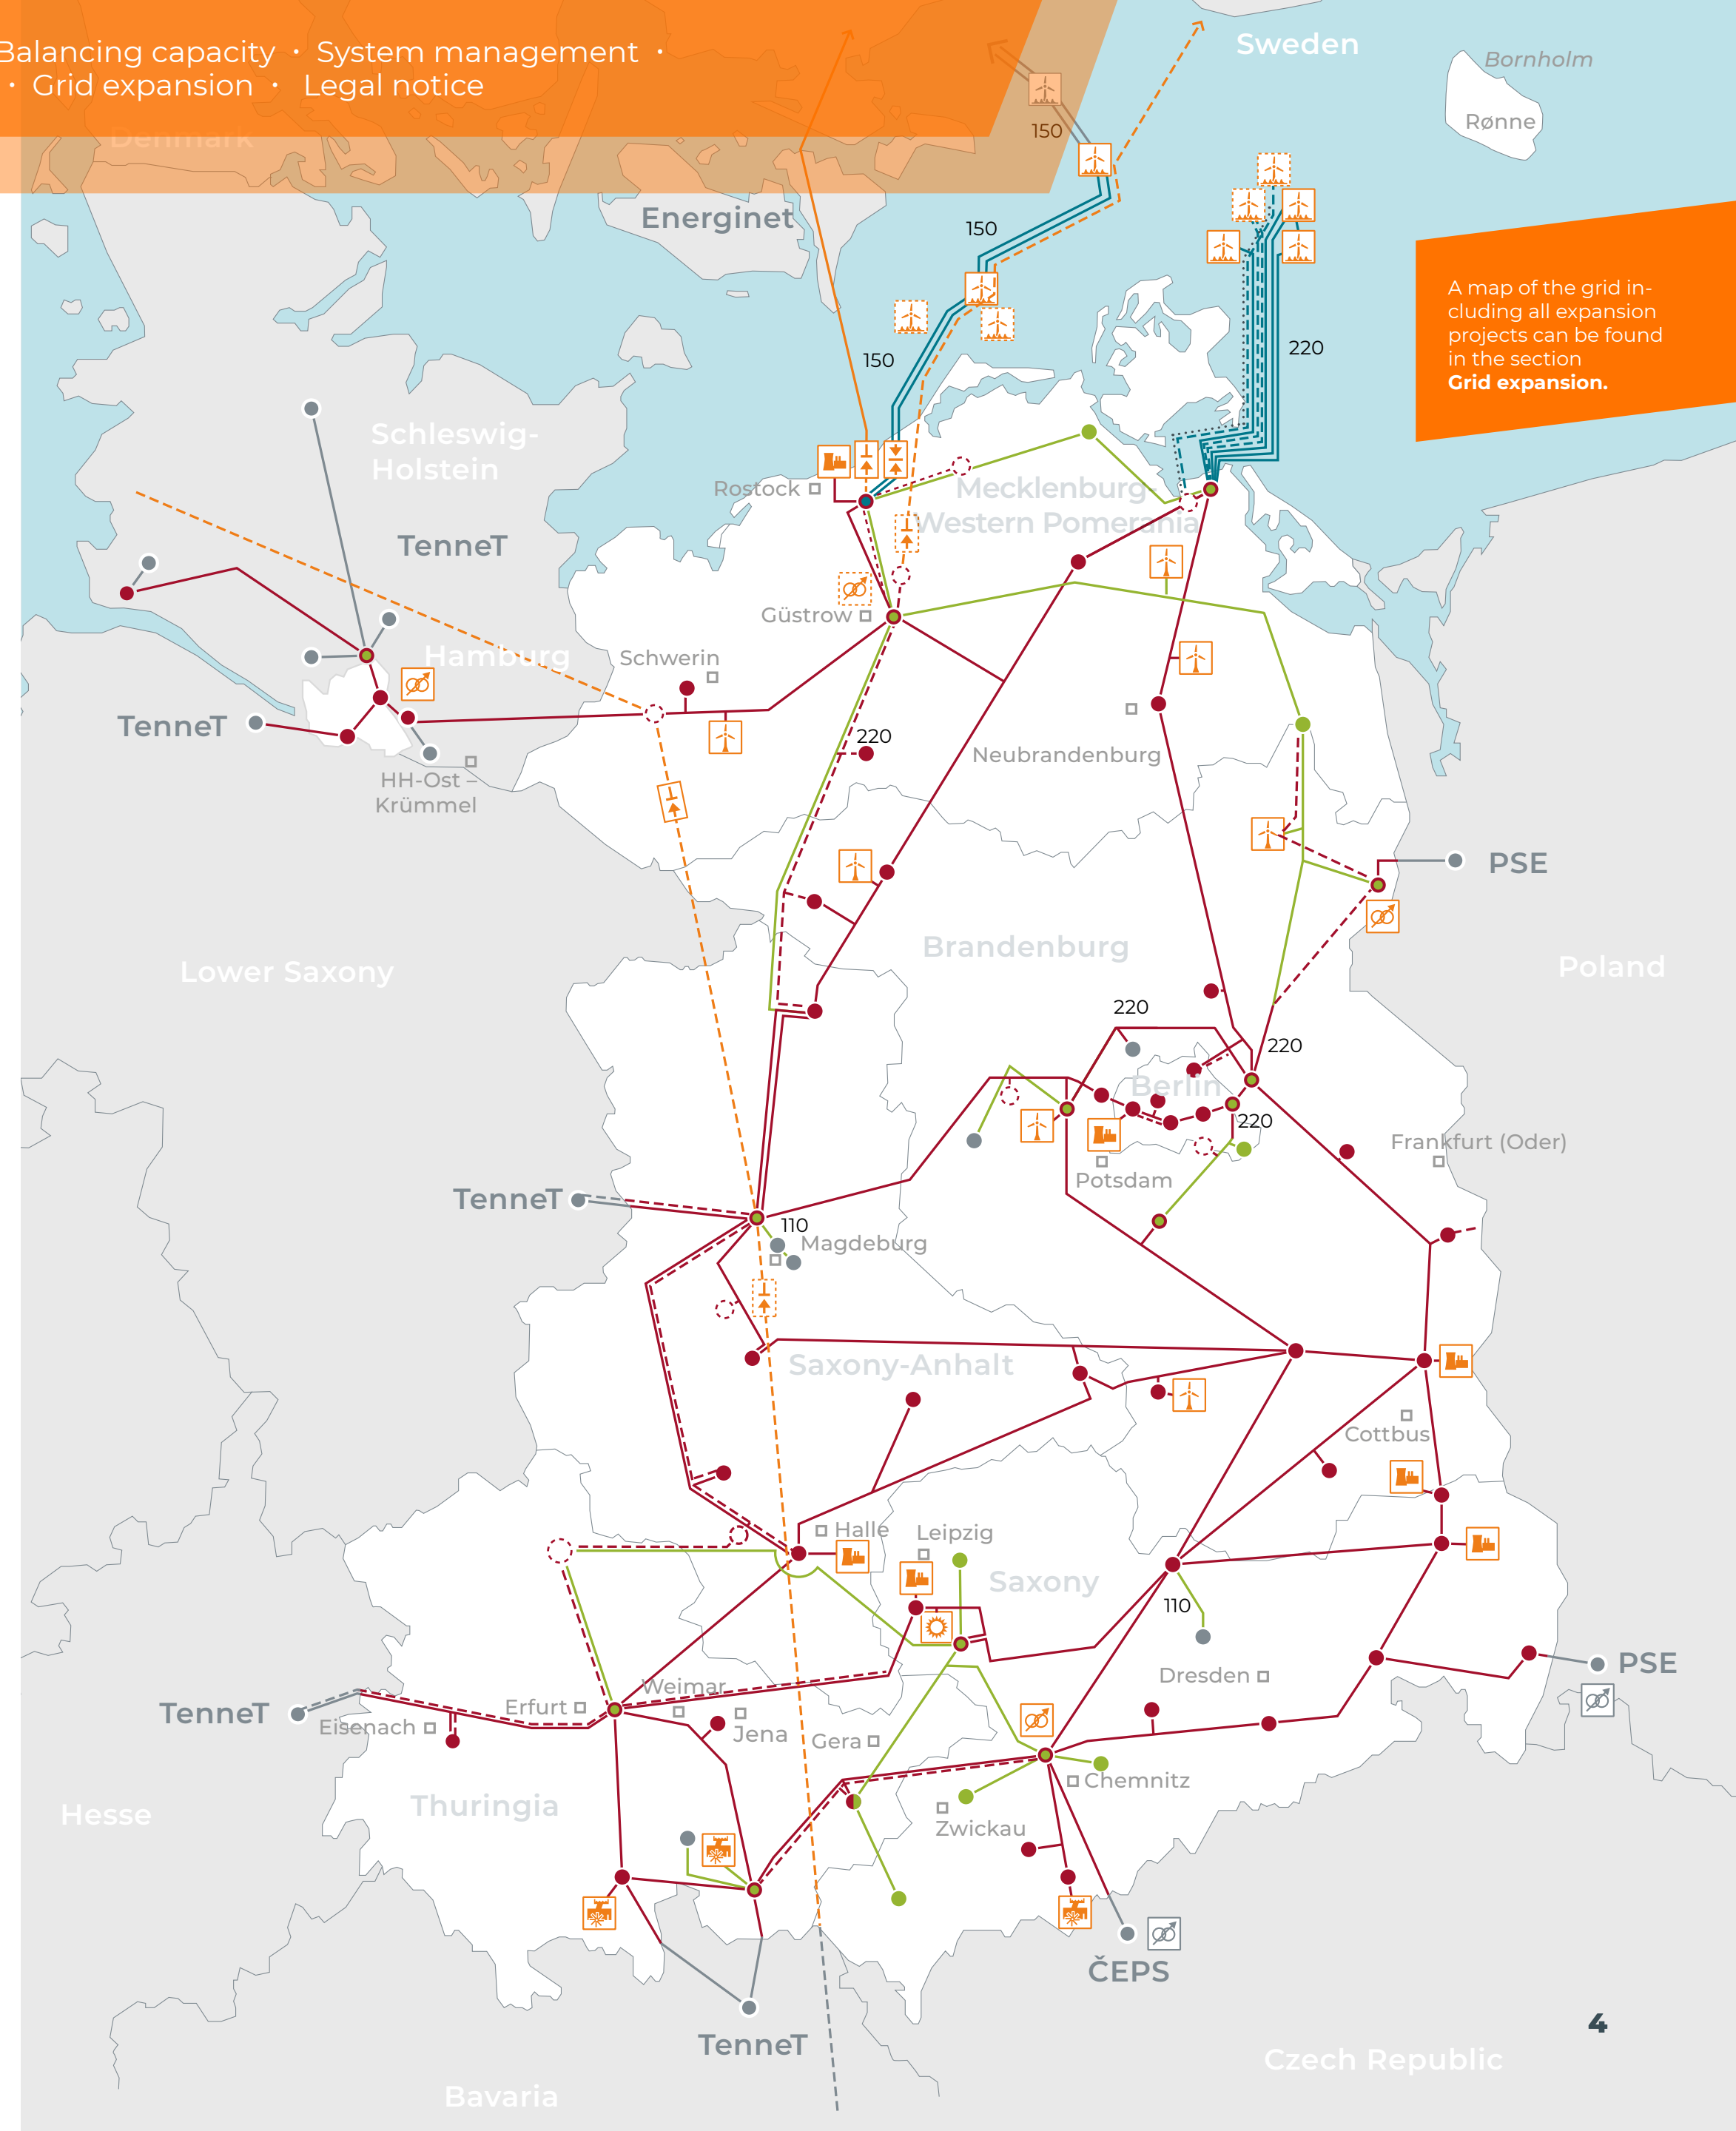 Balancing capacity · System management ·
· Grid expansion · Legal notice
Denmark
Sweden
Bornholm
Rønne
150
Energinet
150
A map of the grid in-
cluding all expansion
projects can be found
in the section
Grid expansion.
220
150
Schleswig-
Holstein
Rostock
Mecklenburg-
Western Pomerania
TenneT
Güstrow
Hamburg
Schwerin
TenneT
220
Neubrandenburg
HH-Ost –
Krümmel
PSE
Brandenburg
Lower Saxony
Poland
220
220
Berlin
220
Frankfurt (Oder)
Potsdam
TenneT
110
Magdeburg
Saxony-Anhalt
Cottbus
Halle
Leipzig
Saxony
110
Dresden
PSE
Weimar
Erfurt
TenneT
Eisenach
Jena
Gera
Chemnitz
Thuringia
Hesse
Zwickau
ČEPS
4
TenneT
Czech Republic
Bavaria